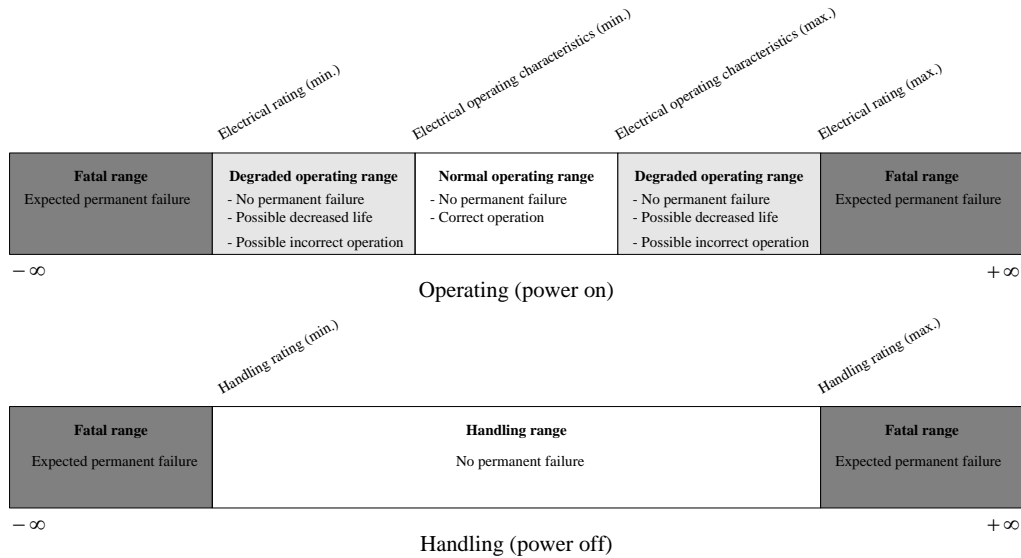 Electrical rating (min.)
Electrical operating characteristics (min.)
Electrical operating characteristics (max.)
Electrical rating (max.)
Fatal range
Expected permanent failure
Degraded operating range
- No permanent failure
- Possible decreased life
- Possible incorrect operation
Normal operating range
- No permanent failure
- Correct operation
Degraded operating range
- No permanent failure
- Possible decreased life
- Possible incorrect operation
Fatal range
Expected permanent failure
– ∞
+ ∞
Operating (power on)
Handling rating (min.)
Handling rating (max.)
Fatal range
Expected permanent failure
Handling range
No permanent failure
Fatal range
Expected permanent failure
– ∞
+ ∞
Handling (power off)